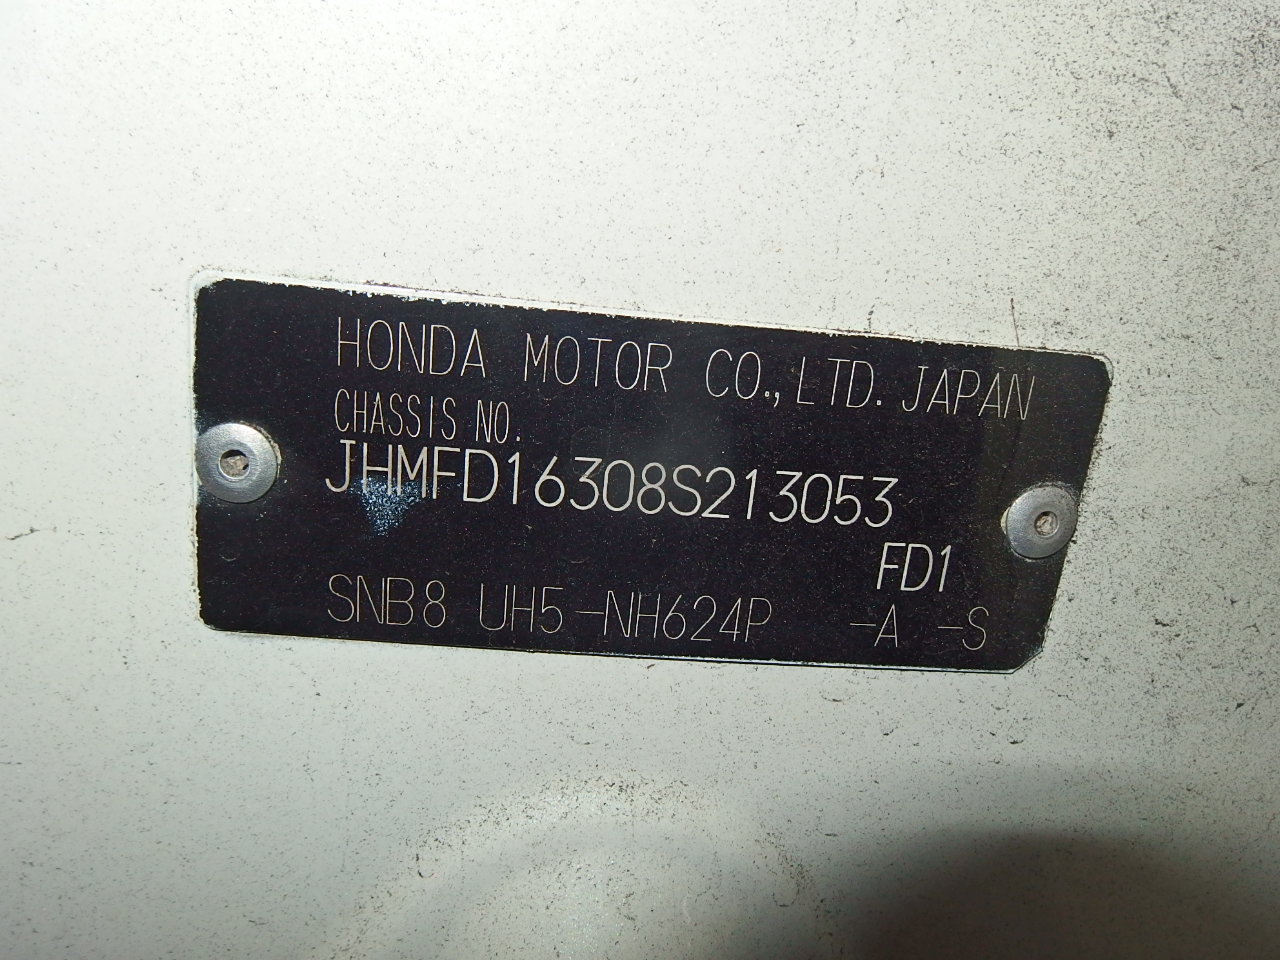 HONDA MOTOR CO., LTD. JAPAN
CHASSIS NO.
JHMFD16308S213053
FD1
SNB8 UH5-NH624P -A -S